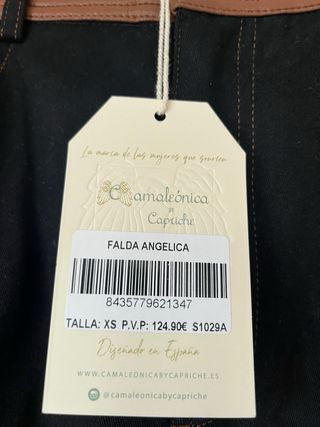 La marca de las mujeres que sonríen
Camaleónica
BY
Capriche
FALDA ANGELICA
8435779621347
TALLA: XS P.V.P: 124.90€ S1029A
Diseñado en España
WWW.CAMALEONICABYCAPRICHE.ES
@camaleonicabycapriche